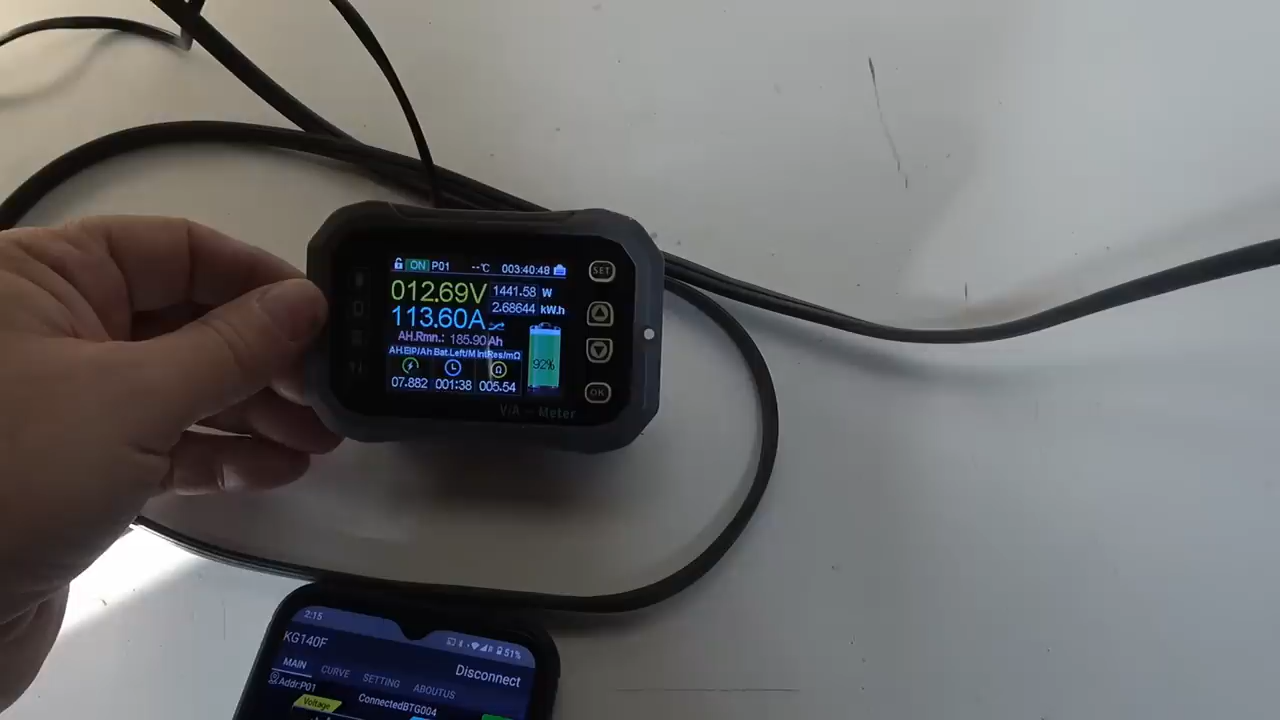 ON P01 --°C 003:40:48
SET
012.69V 1441.58 W
2.68644 kW.h
113.60A
AH.Rmn.: 185.90 Ah
AH.EIP/Ah Bat.Left/M IntRes/mΩ
Ω
92%
07.882 001:38 005.54
OK
V/A - Meter
2:15 51%
KG140F
Disconnect
MAIN CURVE SETTING ABOUTUS
Addr:P01 ConnectedBTG004
Voltage